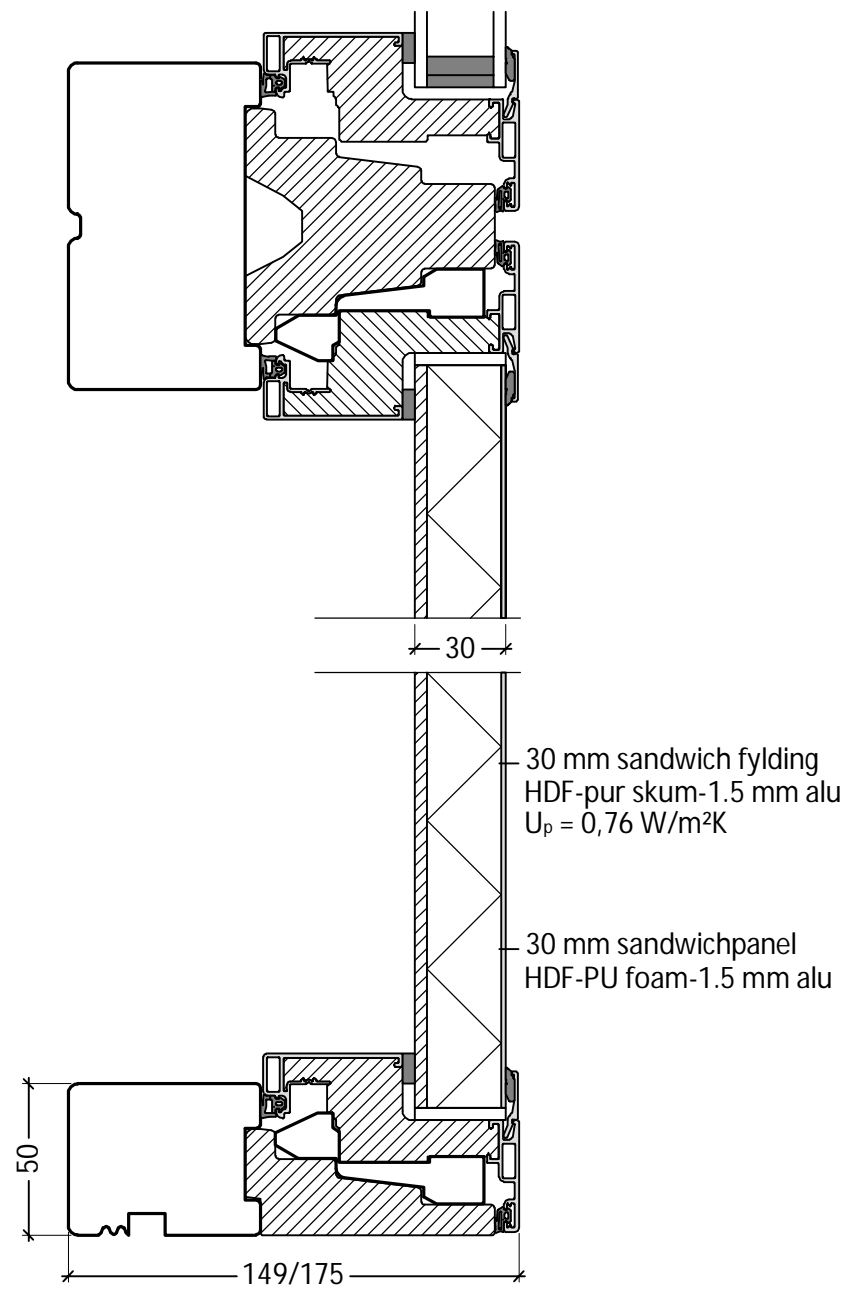 30
30 mm sandwich fylding
HDF-pur skum-1.5 mm alu
Uₚ = 0,76 W/m²K
30 mm sandwichpanel
HDF-PU foam-1.5 mm alu
50
149/175